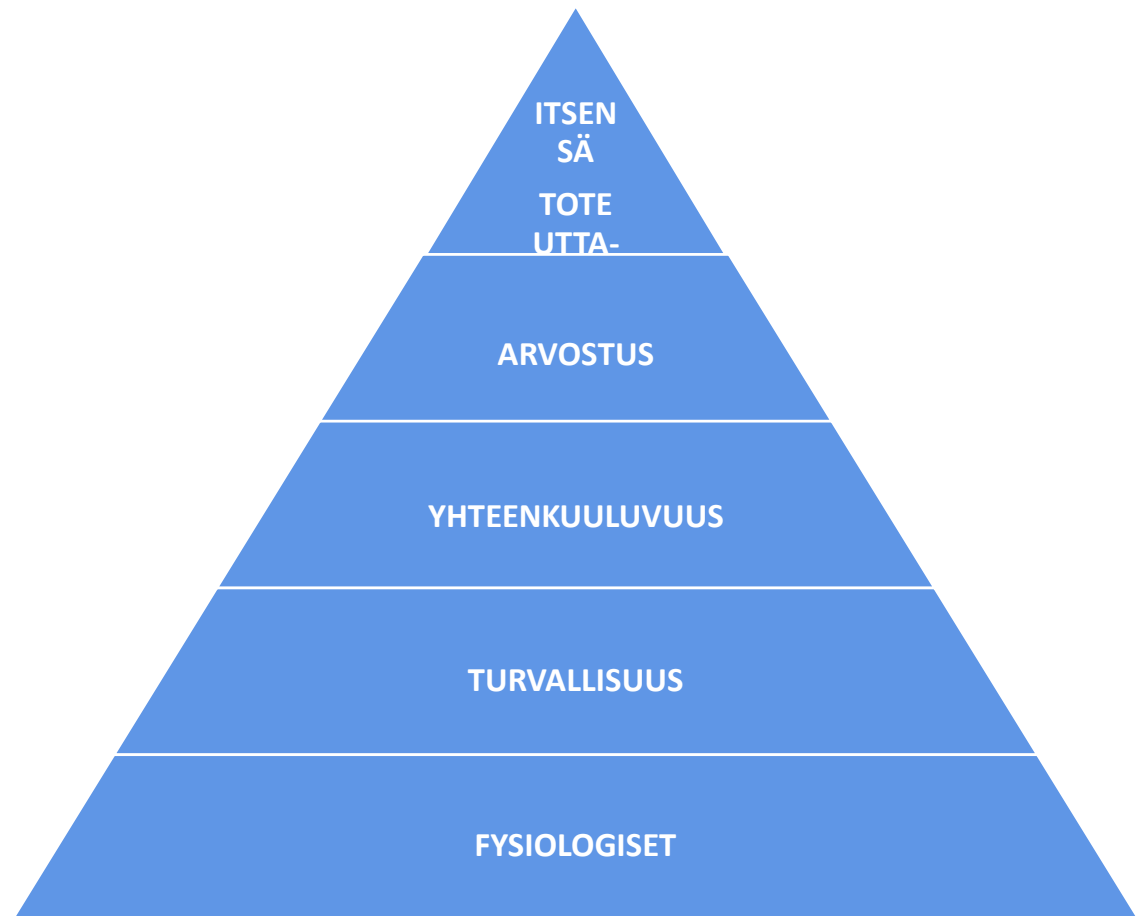 ITSEN
SÄ
TOTE
UTTA-
ARVOSTUS
YHTEENKUULUVUUS
TURVALLISUUS
FYSIOLOGISET